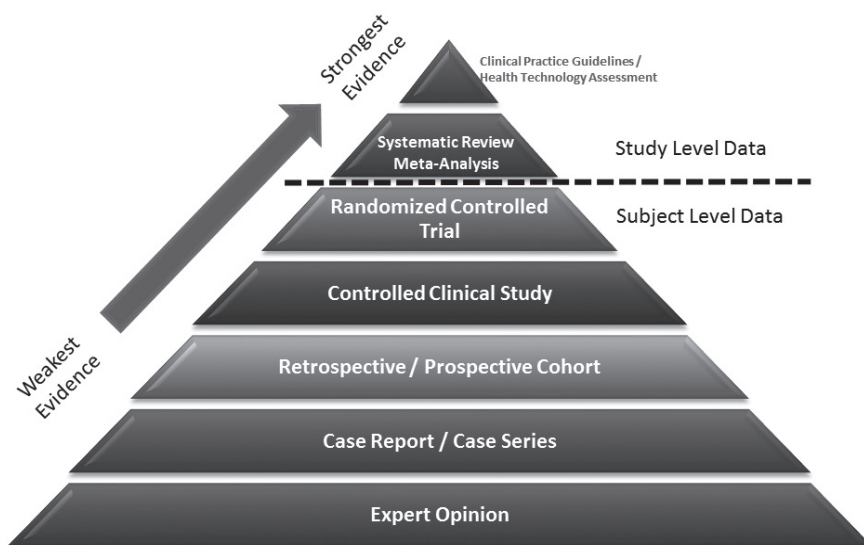 Strongest
Evidence
Clinical Practice Guidelines /
Health Technology Assessment
Systematic Review
Meta-Analysis
Study Level Data
Randomized Controlled
Trial
Subject Level Data
Controlled Clinical Study
Weakest
Evidence
Retrospective / Prospective Cohort
Case Report / Case Series
Expert Opinion